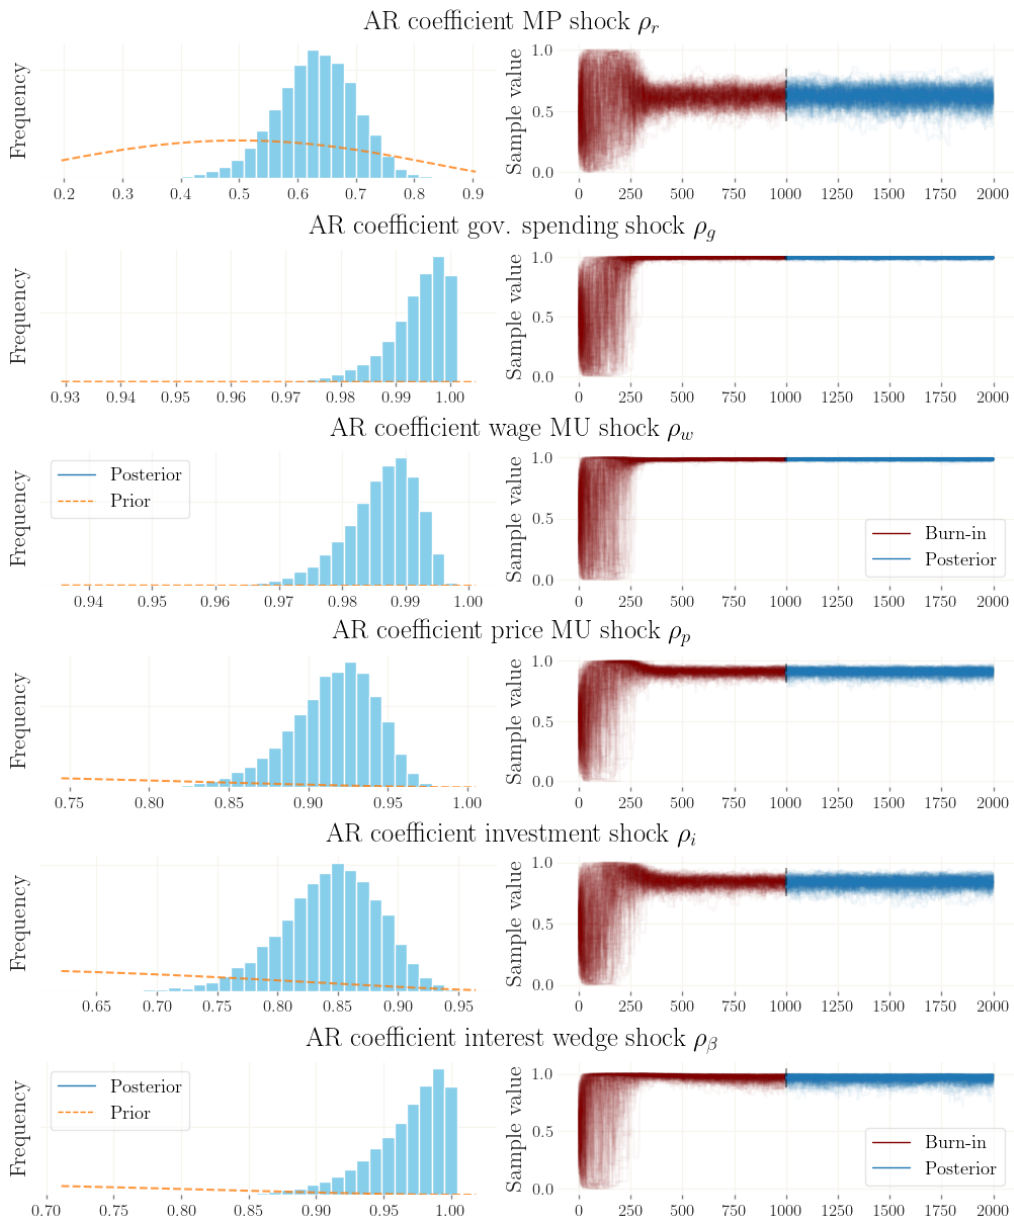 AR coefficient MP shock ρr
Frequency
0.2 0.3 0.4 0.5 0.6 0.7 0.8 0.9
Sample value
1.0
0.5
0.0
0 250 500 750 1000 1250 1500 1750 2000
AR coefficient gov. spending shock ρg
Frequency
0.93 0.94 0.95 0.96 0.97 0.98 0.99 1.00
Sample value
1.0
0.5
0.0
0 250 500 750 1000 1250 1500 1750 2000
AR coefficient wage MU shock ρw
Frequency
Posterior
Prior
0.94 0.95 0.96 0.97 0.98 0.99 1.00
Sample value
1.0
0.5
0.0
Burn-in
Posterior
0 250 500 750 1000 1250 1500 1750 2000
AR coefficient price MU shock ρp
Frequency
0.75 0.80 0.85 0.90 0.95 1.00
Sample value
1.0
0.5
0.0
0 250 500 750 1000 1250 1500 1750 2000
AR coefficient investment shock ρi
Frequency
0.65 0.70 0.75 0.80 0.85 0.90 0.95
Sample value
1.0
0.5
0.0
0 250 500 750 1000 1250 1500 1750 2000
AR coefficient interest wedge shock ρβ
Frequency
Posterior
Prior
0.70 0.75 0.80 0.85 0.90 0.95 1.00
Sample value
1.0
0.5
0.0
Burn-in
Posterior
0 250 500 750 1000 1250 1500 1750 2000